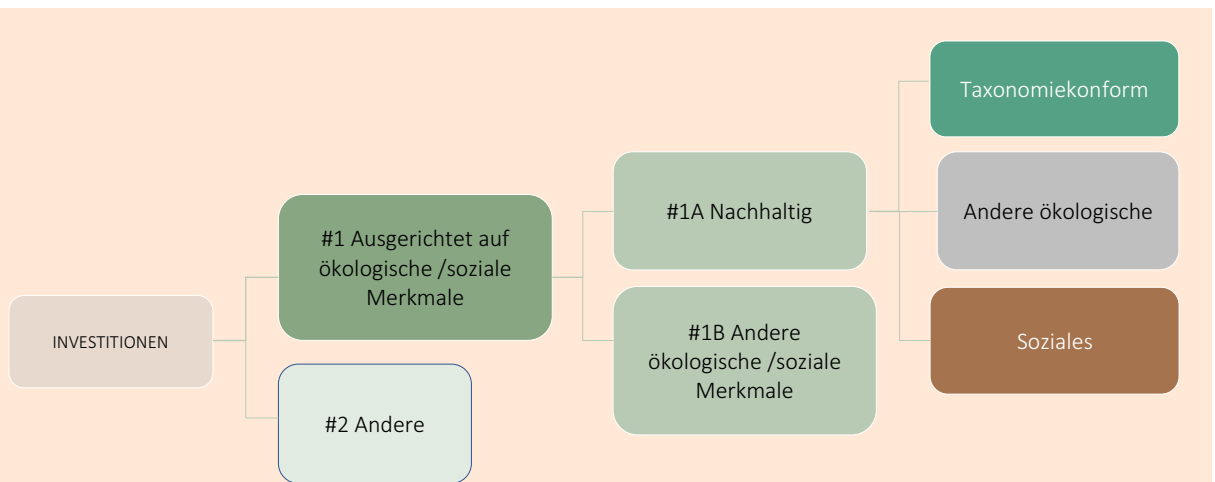 INVESTITIONEN
#1 Ausgerichtet auf
ökologische /soziale
Merkmale
#2 Andere
#1A Nachhaltig
#1B Andere
ökologische /soziale
Merkmale
Taxonomiekonform
Andere ökologische
Soziales